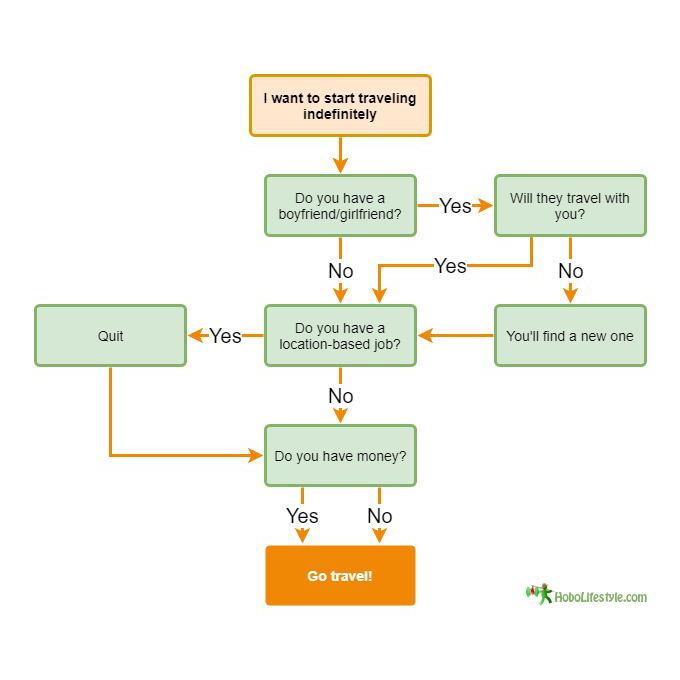 I want to start traveling
indefinitely
Do you have a
boyfriend/girlfriend?
Yes
Will they travel with
you?
No
Yes
No
Quit
Yes
Do you have a
location-based job?
You'll find a new one
No
Do you have money?
Yes
No
Go travel!
HoboLifestyle.com